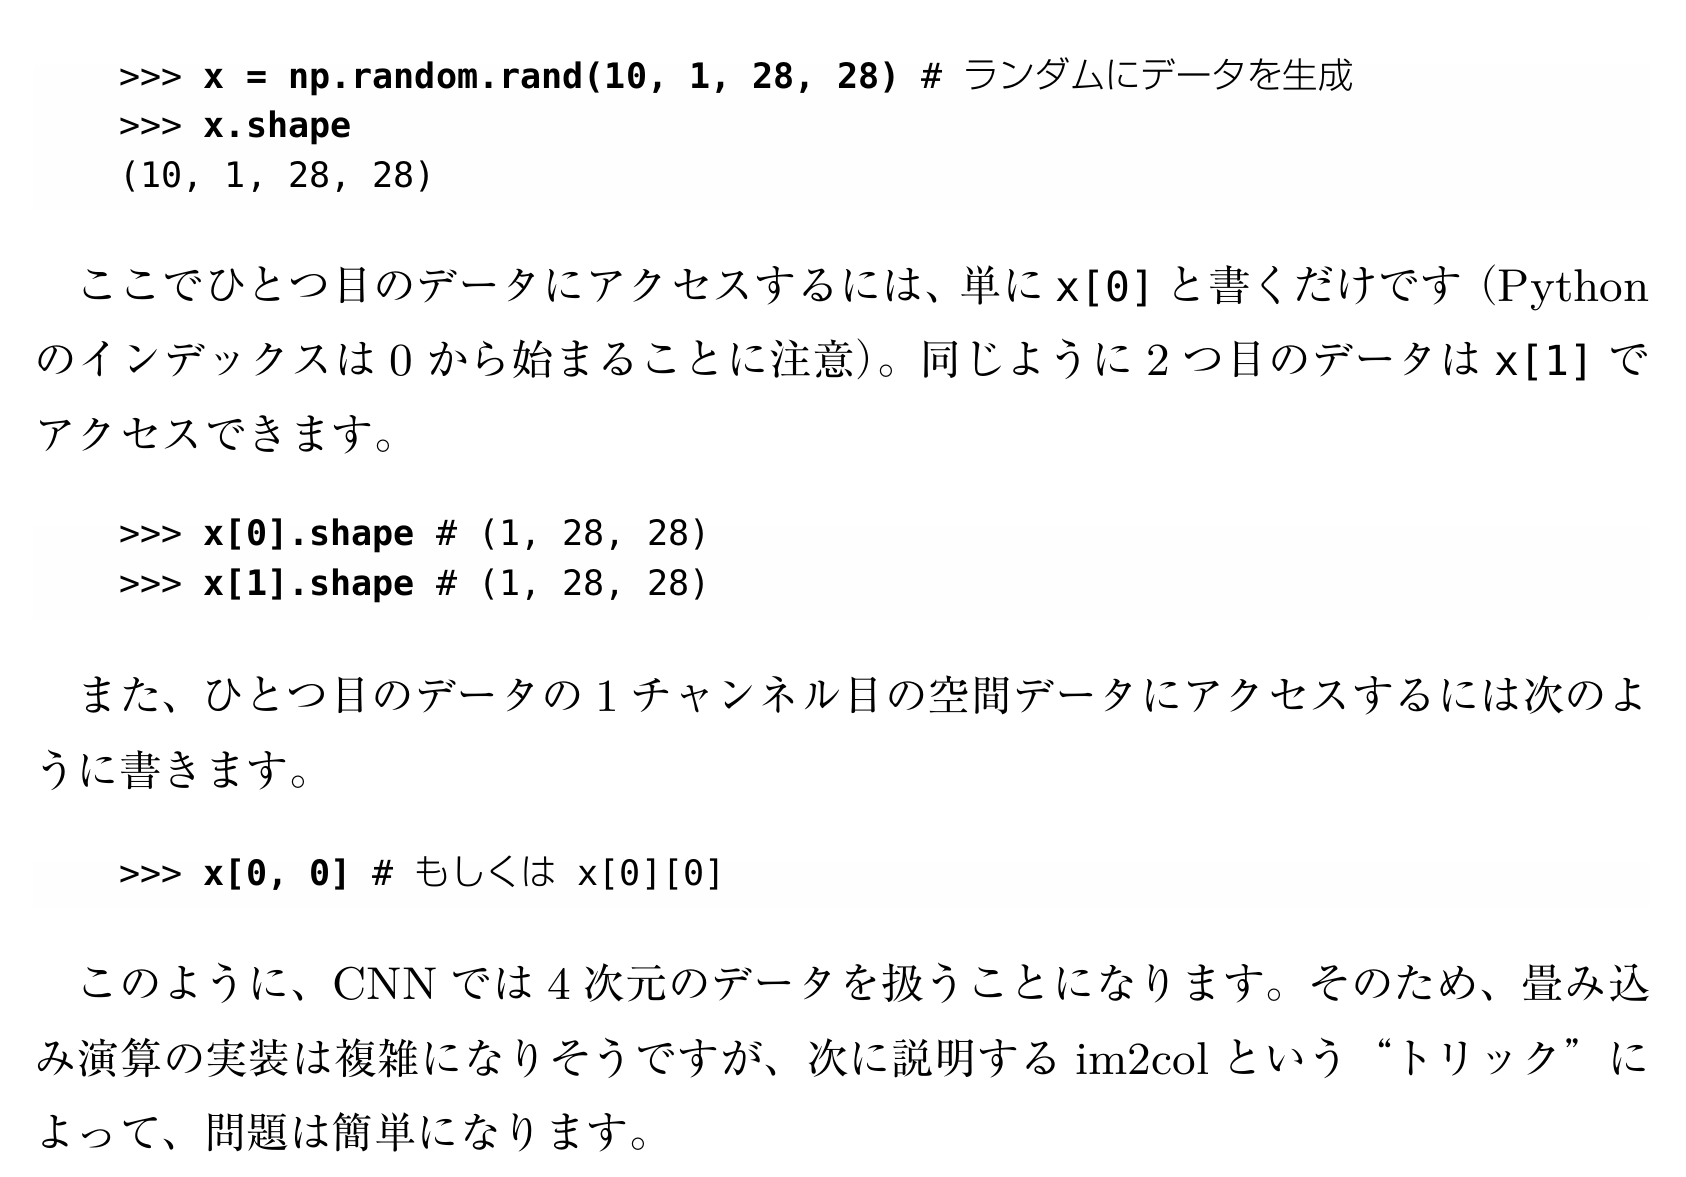 >>> x = np.random.rand(10, 1, 28, 28) # ランダムにデータを生成
>>> x.shape
(10, 1, 28, 28)
ここでひとつ目のデータにアクセスするには、単に x[0] と書くだけです（Python
のインデックスは 0 から始まることに注意）。同じように 2 つ目のデータは x[1] で
アクセスできます。
>>> x[0].shape # (1, 28, 28)
>>> x[1].shape # (1, 28, 28)
また、ひとつ目のデータの 1 チャンネル目の空間データにアクセスするには次のよ
うに書きます。
>>> x[0, 0] # もしくは x[0][0]
このように、CNN では 4 次元のデータを扱うことになります。そのため、畳み込
み演算の実装は複雑になりそうですが、次に説明する im2col という “トリック” に
よって、問題は簡単になります。